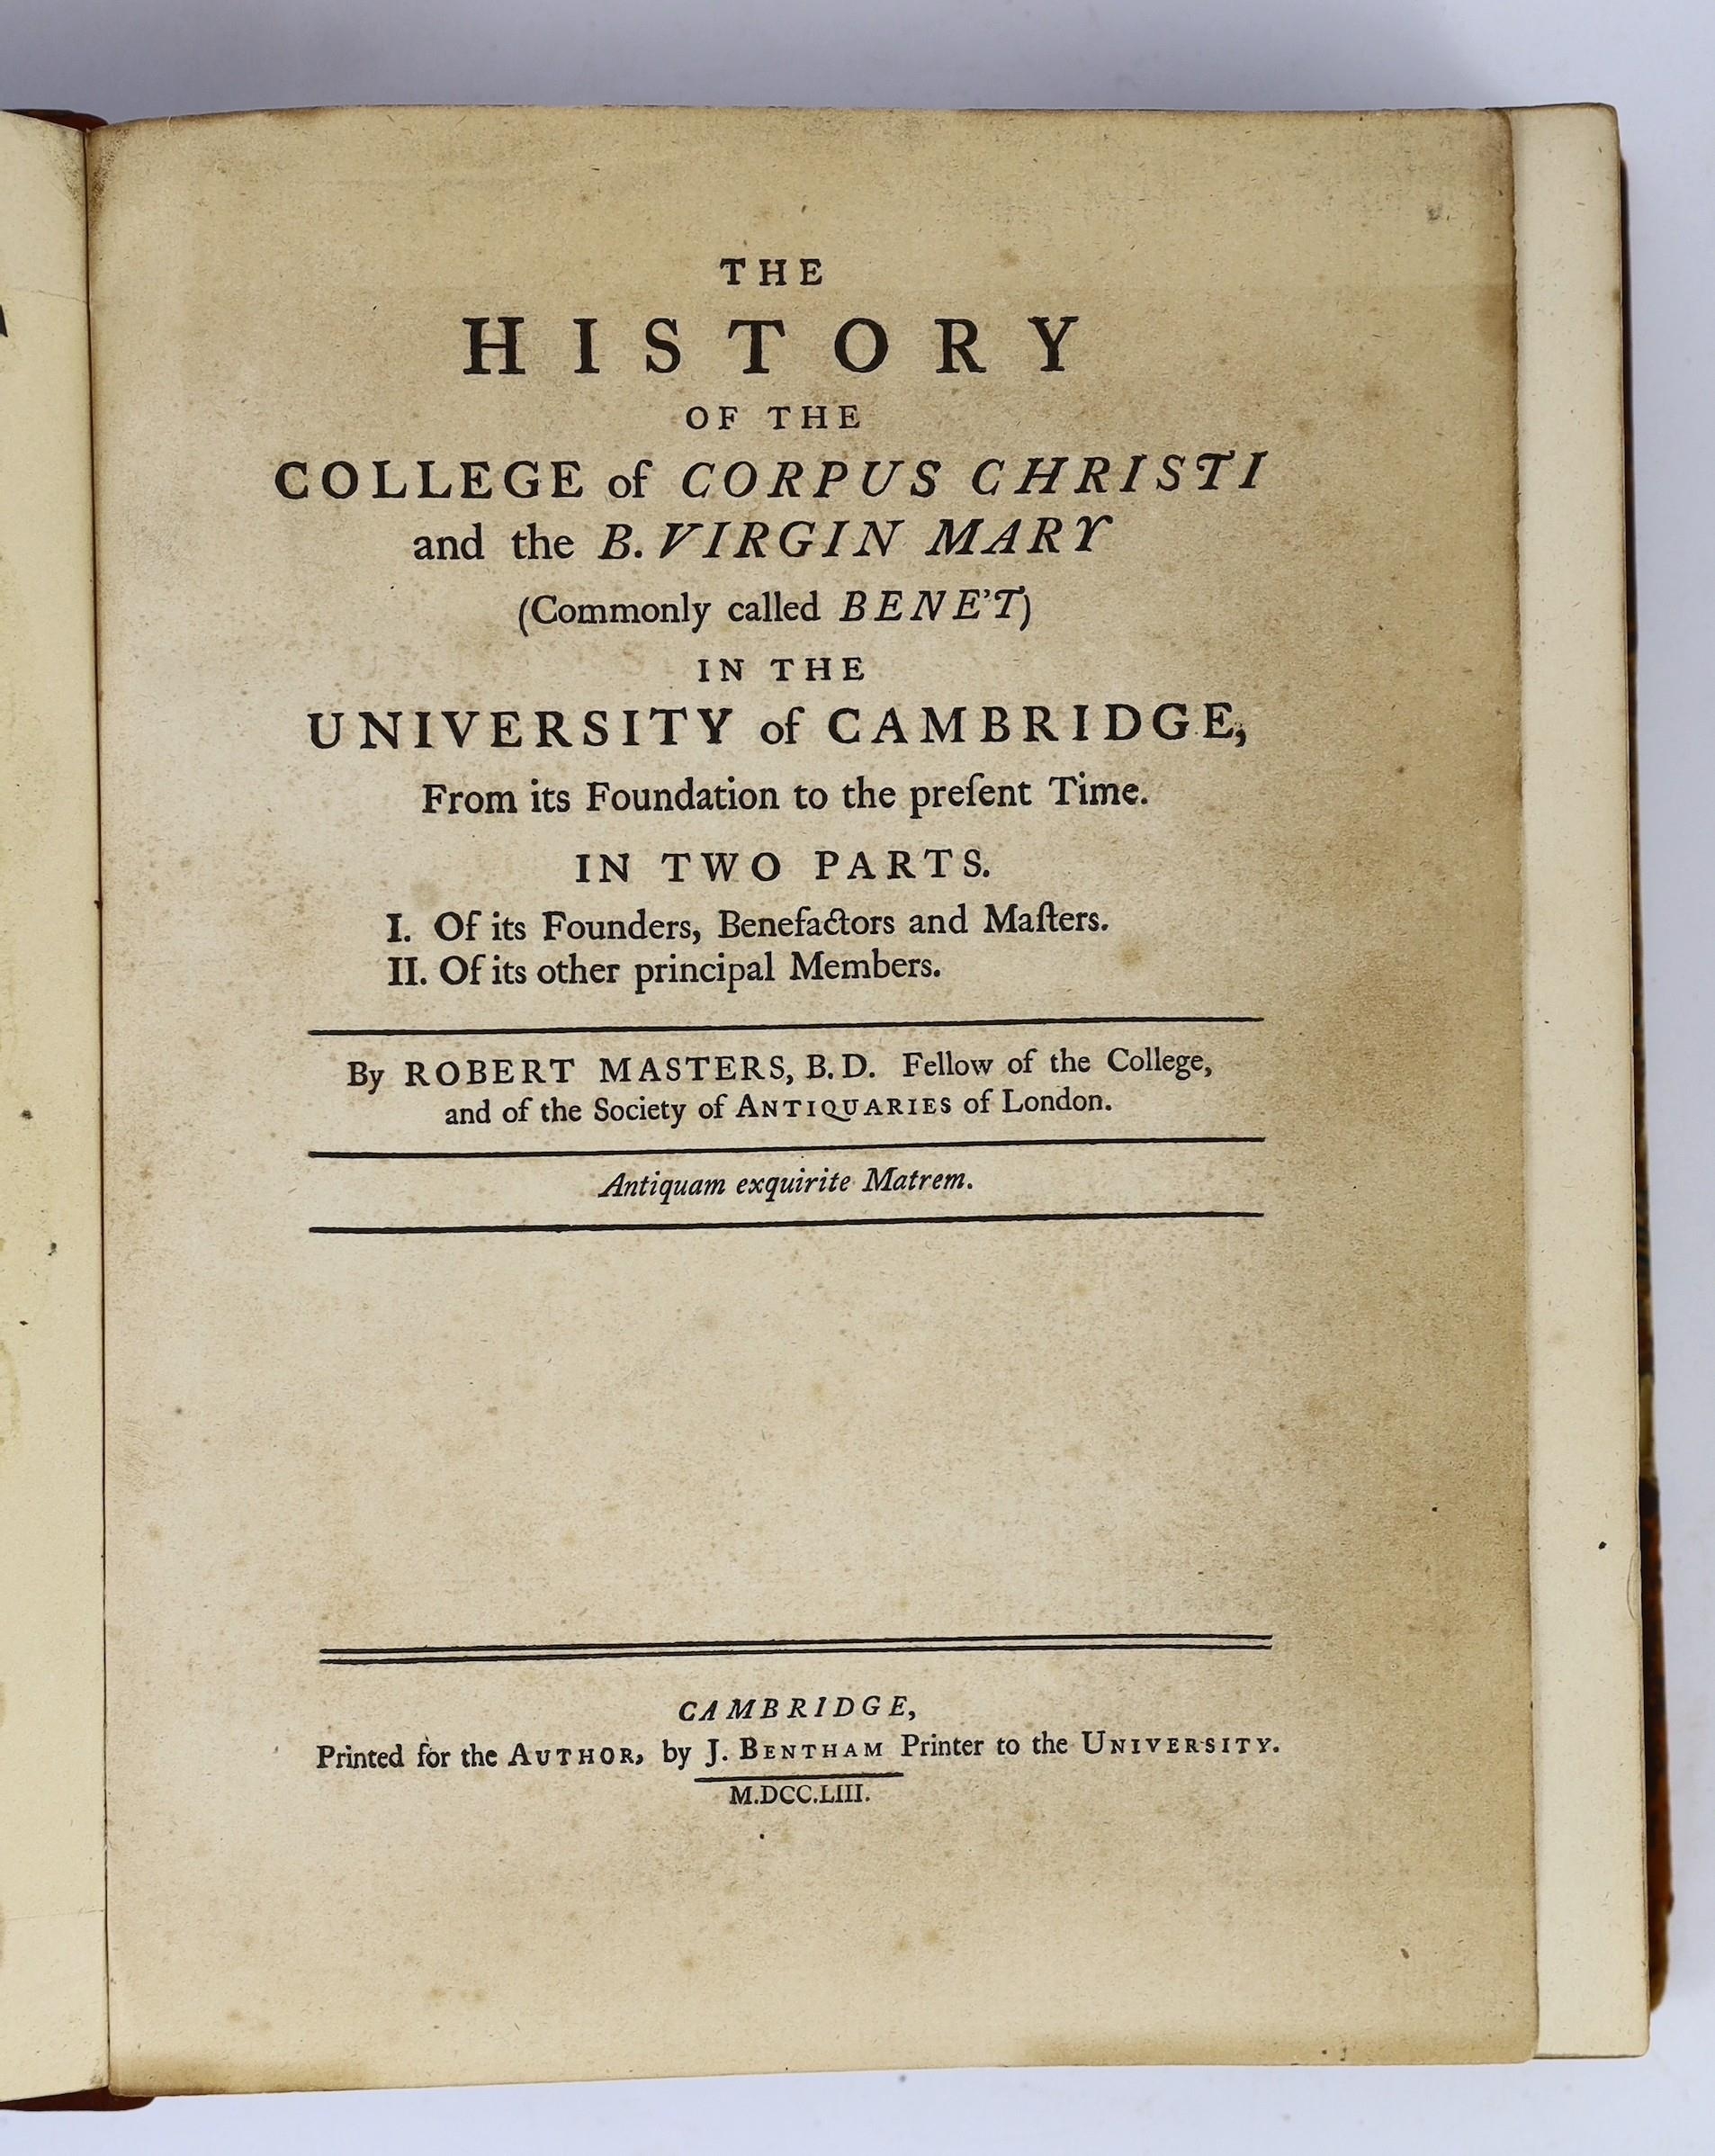 THE
HISTORY
OF THE
COLLEGE of CORPUS CHRISTI
and the B. VIRGIN MARY
(Commonly called BENE'T)
IN THE
UNIVERSITY of CAMBRIDGE,
From its Foundation to the preſent Time.
IN TWO PARTS.
I. Of its Founders, Benefactors and Maſters.
II. Of its other principal Members.
By ROBERT MASTERS, B. D. Fellow of the College,
and of the Society of ANTIQUARIES of London.
Antiquam exquirite Matrem.
CAMBRIDGE,
Printed for the AUTHOR, by J. BENTHAM Printer to the UNIVERSITY.
M.DCC.LIII.